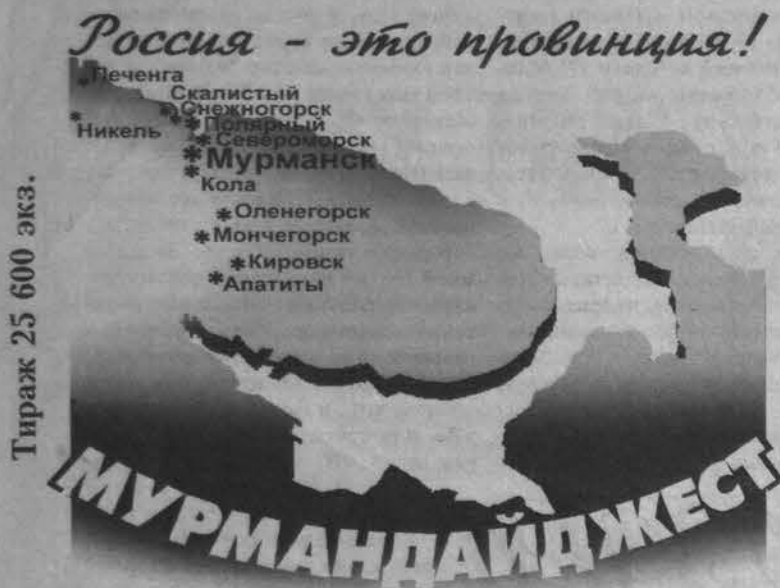 Россия - это провинция!
Печенга
Скалистый
Снежногорск
Никель
Полярный
Североморск
Мурманск
Кола
Оленегорск
Мончегорск
Кировск
Апатиты
Тираж 25 600 экз.
МУРМАНДАЙДЖЕСТ